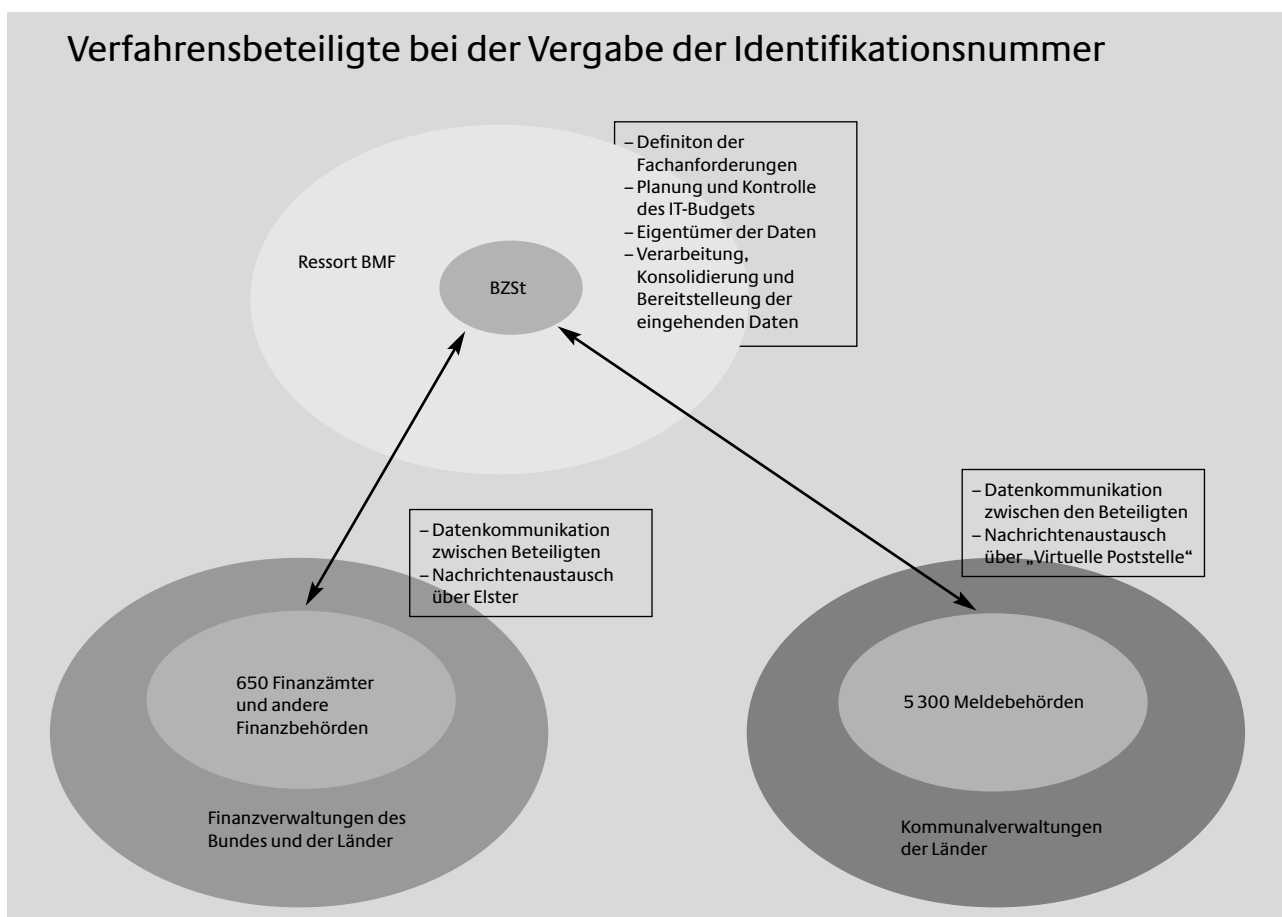 Verfahrensbeteiligte bei der Vergabe der Identifikationsnummer
– Definiton der
Fachanforderungen
– Planung und Kontrolle
des IT-Budgets
– Eigentümer der Daten
– Verarbeitung,
Konsolidierung und
Bereitstelleung der
eingehenden Daten
Ressort BMF
BZSt
– Datenkommunikation
zwischen Beteiligten
– Nachrichtenaustausch
über Elster
– Datenkommunikation
zwischen den Beteiligten
– Nachrichtenaustausch
über „Virtuelle Poststelle“
650 Finanzämter
und andere
Finanzbehörden
Finanzverwaltungen des
Bundes und der Länder
5 300 Meldebehörden
Kommunalverwaltungen
der Länder